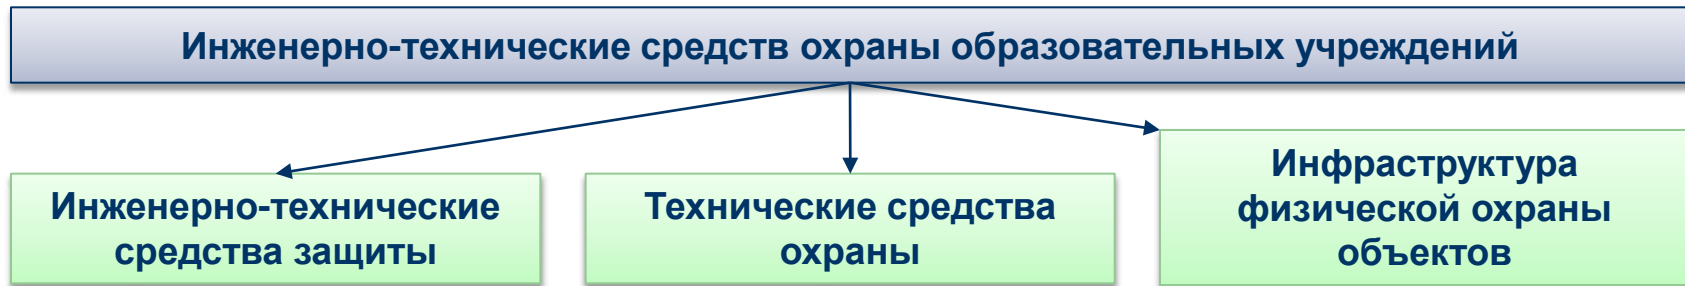 Инженерно-технические средств охраны образовательных учреждений
Инженерно-технические
средства защиты
Технические средства
охраны
Инфраструктура
физической охраны
объектов